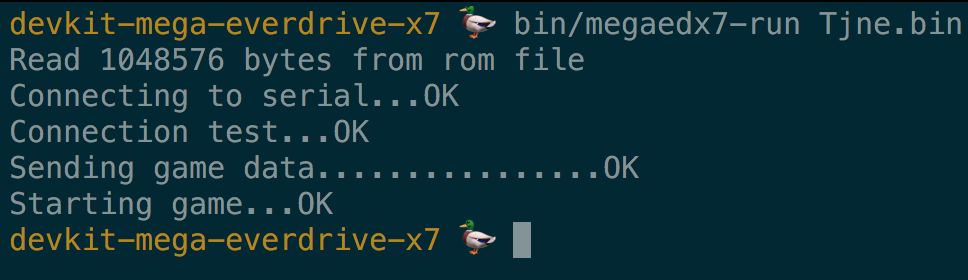 devkit-mega-everdrive-x7 🦆 bin/megaedx7-run Tjne.bin
Read 1048576 bytes from rom file
Connecting to serial...OK
Connection test...OK
Sending game data................OK
Starting game...OK
devkit-mega-everdrive-x7 🦆